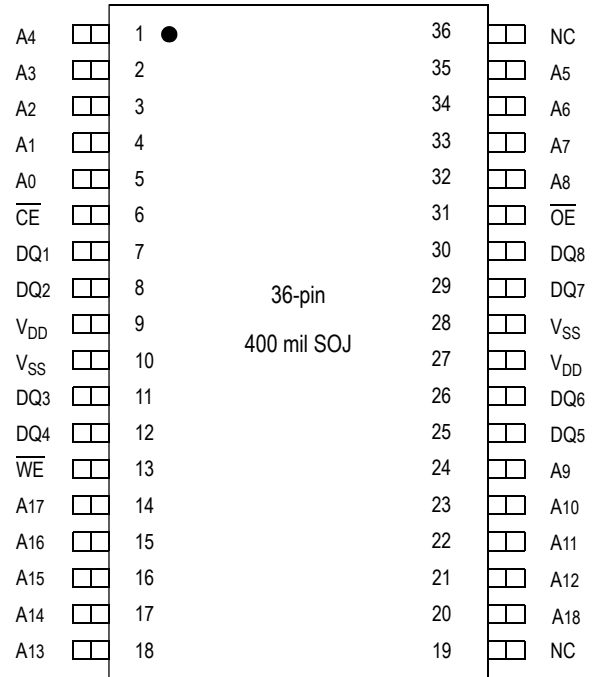 A4 1 36 NC
A3 2 35 A5
A2 3 34 A6
A1 4 33 A7
A0 5 32 A8
C̅E̅ 6 31 O̅E̅
DQ1 7 30 DQ8
DQ2 8 29 DQ7
36-pin
VDD 9 28 VSS
400 mil SOJ
VSS 10 27 VDD
DQ3 11 26 DQ6
DQ4 12 25 DQ5
W̅E̅ 13 24 A9
A17 14 23 A10
A16 15 22 A11
A15 16 21 A12
A14 17 20 A18
A13 18 19 NC